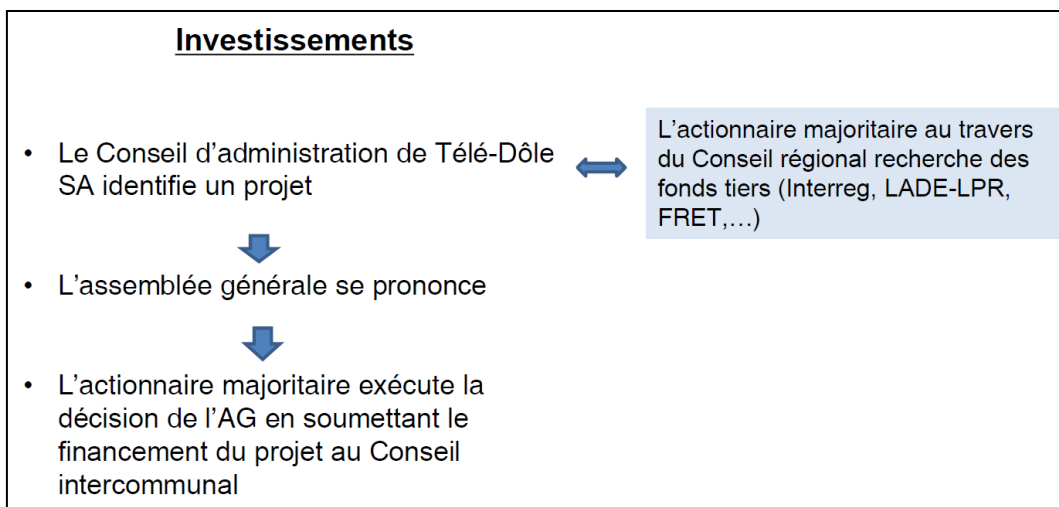 Investissements
• Le Conseil d’administration de Télé-Dôle
SA identifie un projet
L’actionnaire majoritaire au travers
du Conseil régional recherche des
fonds tiers (Interreg, LADE-LPR,
FRET,…)
• L’assemblée générale se prononce
• L’actionnaire majoritaire exécute la
décision de l’AG en soumettant le
financement du projet au Conseil
intercommunal